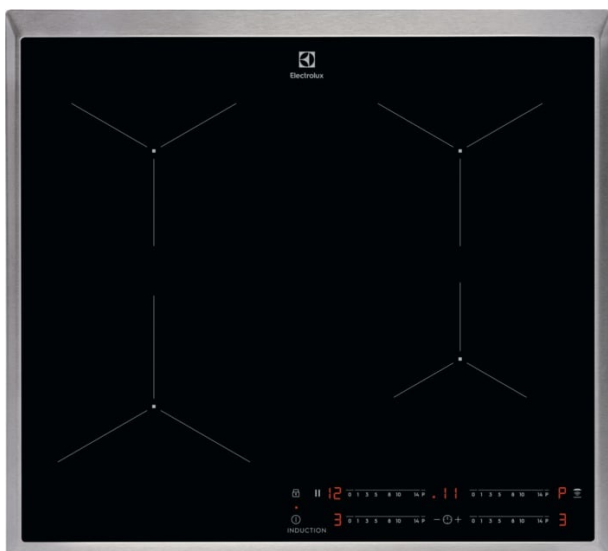 Electrolux
12 0 1 3 5 8 10 14 P .11 0 1 3 5 8 10 14 P P
3 0 1 3 5 8 10 14 P − + 0 1 3 5 8 10 14 P 3
INDUCTION